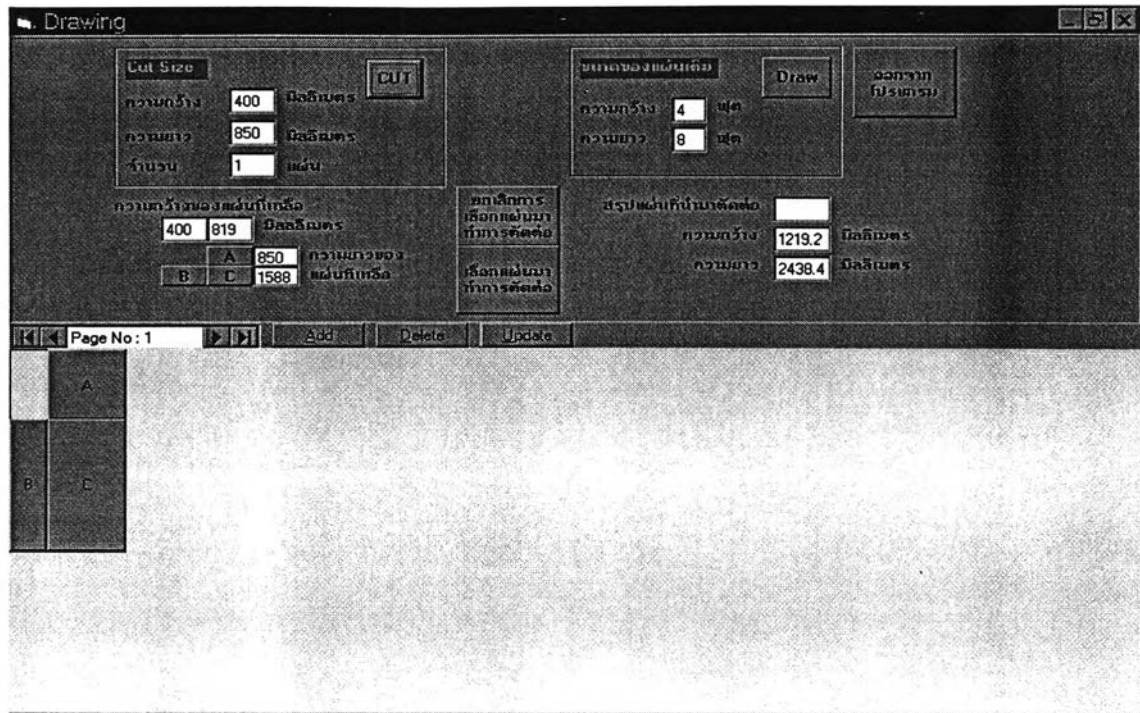 Drawing
Cut Size
CUT
ความกว้าง 400 มิลลิเมตร
ความยาว 850 มิลลิเมตร
จำนวน 1 แผ่น
ขนาดของแผ่นเดิม
Draw
ความกว้าง 4 ฟุต
ความยาว 8 ฟุต
ออกจาก
โปรแกรม
ความกว้างของแผ่นที่เหลือ
400 819 มิลลิเมตร
A 850 ความยาวของ
B C 1588 แผ่นที่เหลือ
ยกเลิกการ
เลือกแผ่นมา
ทำการตัดต่อ
เลือกแผ่นมา
ทำการตัดต่อ
สรุปแผ่นที่นำมาตัดต่อ
ความกว้าง 1219.2 มิลลิเมตร
ความยาว 2438.4 มิลลิเมตร
Page No : 1 Add Delete Update
A
B C